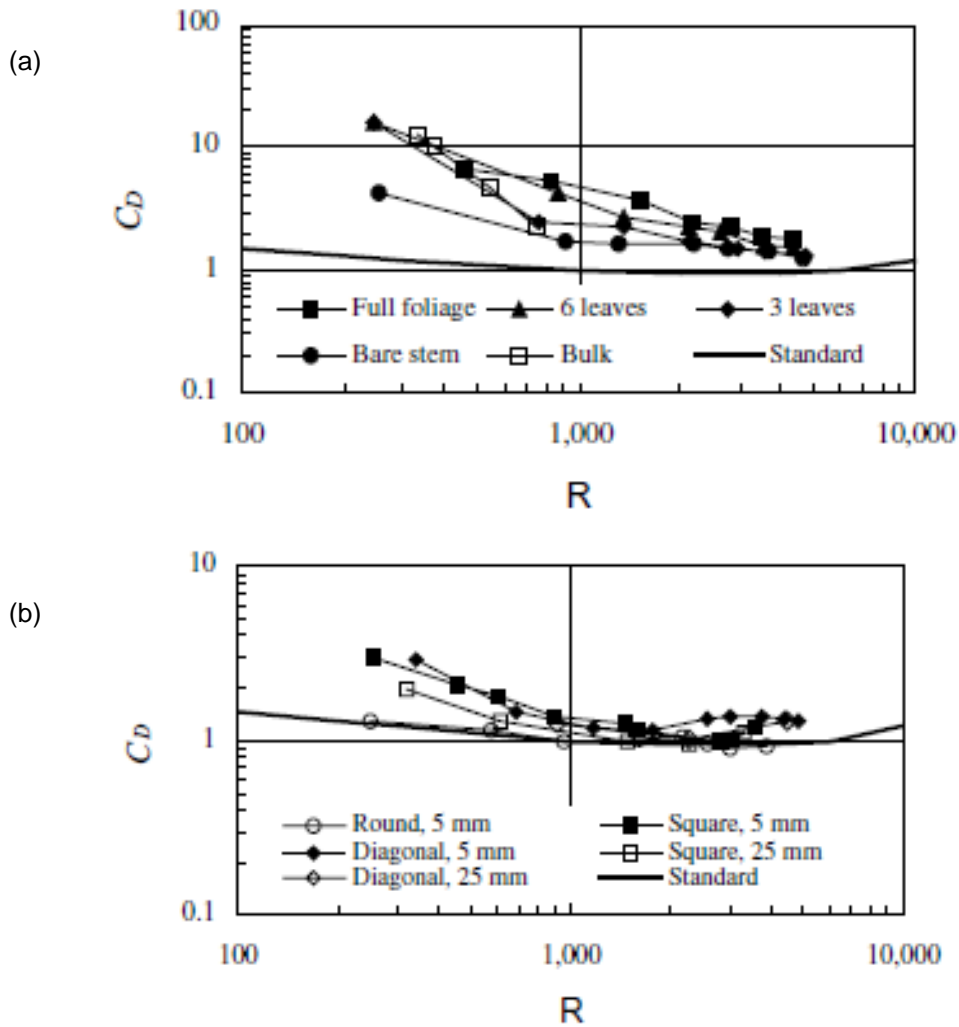 (a)
100
10
1
0.1
C_D
Full foliage 6 leaves 3 leaves
Bare stem Bulk Standard
100 1,000 10,000
R
(b)
10
1
0.1
C_D
Round, 5 mm Square, 5 mm
Diagonal, 5 mm Square, 25 mm
Diagonal, 25 mm Standard
100 1,000 10,000
R